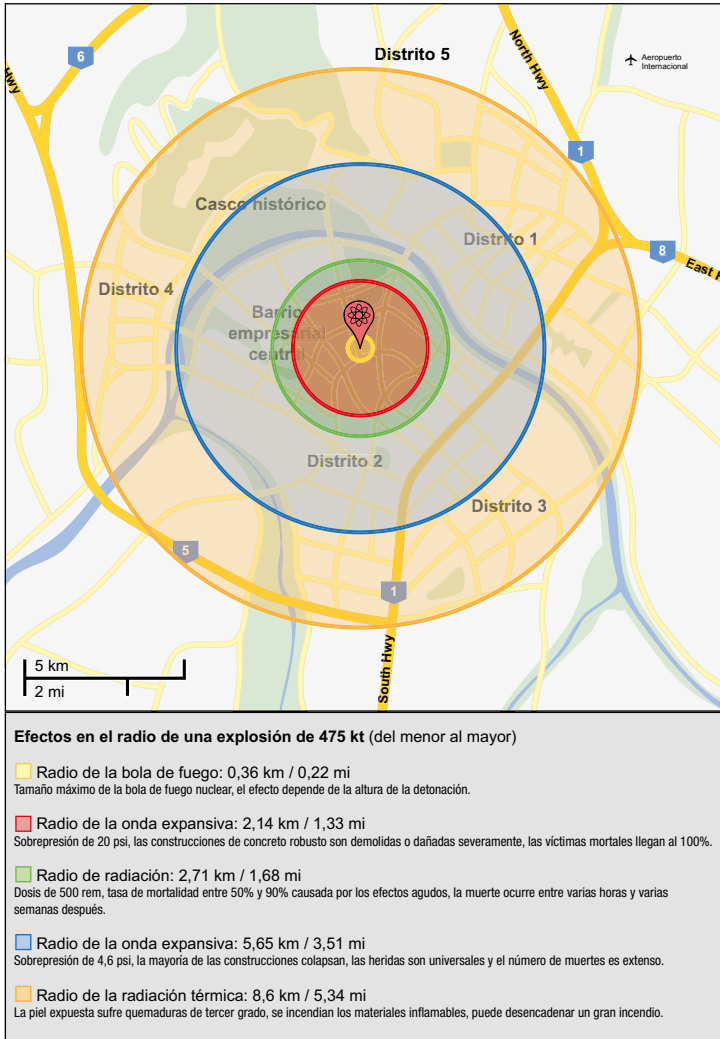 Distrito 5
6
Hwy
North Hwy
Aeropuerto
Internacional
1
Casco histórico
Distrito 1
8
East
Distrito 4
Barrio
empresarial
central
Distrito 2
Distrito 3
5
1
South Hwy
5 km
2 mi
Efectos en el radio de una explosión de 475 kt (del menor al mayor)
Radio de la bola de fuego: 0,36 km / 0,22 mi
Tamaño máximo de la bola de fuego nuclear, el efecto depende de la altura de la detonación.
Radio de la onda expansiva: 2,14 km / 1,33 mi
Sobrepresión de 20 psi, las construcciones de concreto robusto son demolidas o dañadas severamente, las víctimas mortales llegan al 100%.
Radio de radiación: 2,71 km / 1,68 mi
Dosis de 500 rem, tasa de mortalidad entre 50% y 90% causada por los efectos agudos, la muerte ocurre entre varias horas y varias
semanas después.
Radio de la onda expansiva: 5,65 km / 3,51 mi
Sobrepresión de 4,6 psi, la mayoría de las construcciones colapsan, las heridas son universales y el número de muertes es extenso.
Radio de la radiación térmica: 8,6 km / 5,34 mi
La piel expuesta sufre quemaduras de tercer grado, se incendian los materiales inflamables, puede desencadenar un gran incendio.